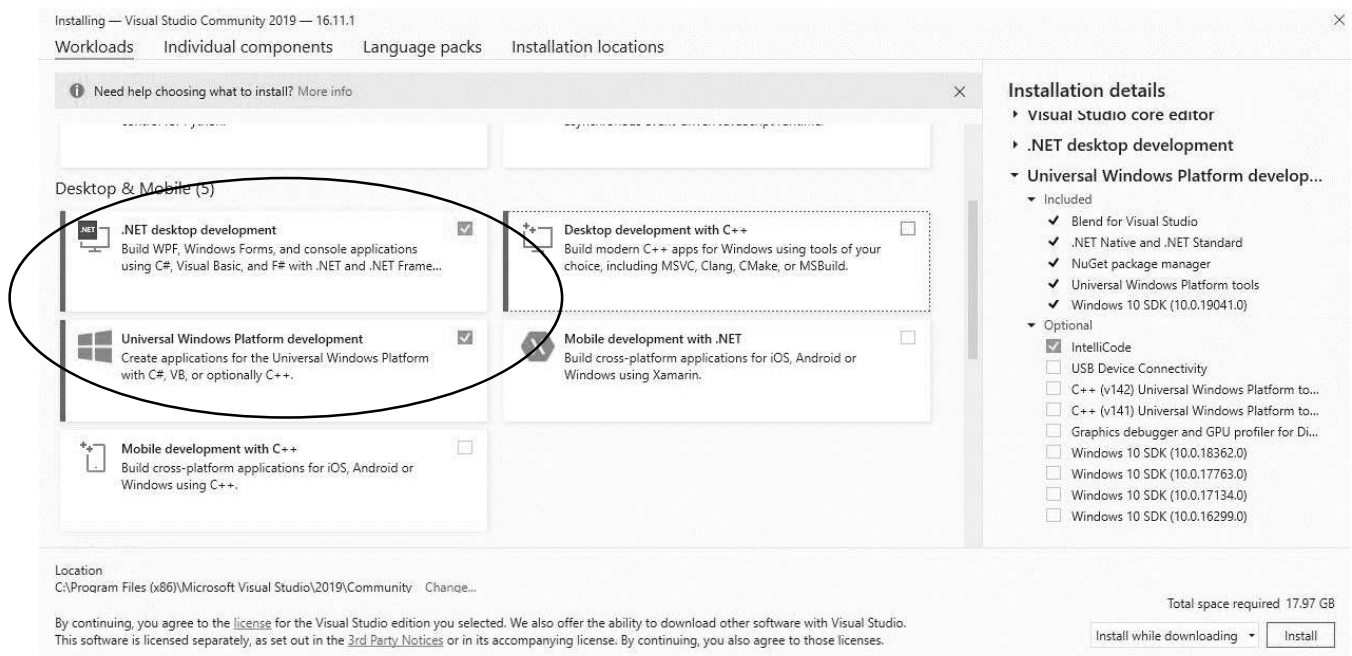 Installing — Visual Studio Community 2019 — 16.11.1
Workloads Individual components Language packs Installation locations
Need help choosing what to install? More info
Desktop & Mobile (5)
.NET
.NET desktop development
Build WPF, Windows Forms, and console applications
using C#, Visual Basic, and F# with .NET and .NET Frame...
Desktop with C++
Build modern C++ apps for Windows using tools of your
choice, including MSVC, Clang, CMake, or MSBuild.
Universal Windows Platform development
Create applications for the Universal Windows Platform
with C#, VB, or optionally C++.
Mobile development with .NET
Build cross-platform applications for iOS, Android or
Windows using Xamarin.
Mobile development with C++
Build cross-platform applications for iOS, Android or
Windows using C++.
Installation details
Visual Studio core editor
.NET desktop development
Universal Windows Platform develop...
Included
Blend for Visual Studio
.NET Native and .NET Standard
NuGet package manager
Universal Windows Platform tools
Windows 10 SDK (10.0.19041.0)
Optional
IntelliCode
USB Device Connectivity
C++ (v142) Universal Windows Platform to...
C++ (v141) Universal Windows Platform to...
Graphics debugger and GPU profiler for Di...
Windows 10 SDK (10.0.18362.0)
Windows 10 SDK (10.0.17763.0)
Windows 10 SDK (10.0.17134.0)
Windows 10 SDK (10.0.16299.0)
Location
C:\Program Files (x86)\Microsoft Visual Studio\2019\Community Change...
By continuing, you agree to the license for the Visual Studio edition you selected. We also offer the ability to download other software with Visual Studio.
This software is licensed separately, as set out in the 3rd Party Notices or in its accompanying license. By continuing, you also agree to those licenses.
Total space required 17.97 GB
Install while downloading Install